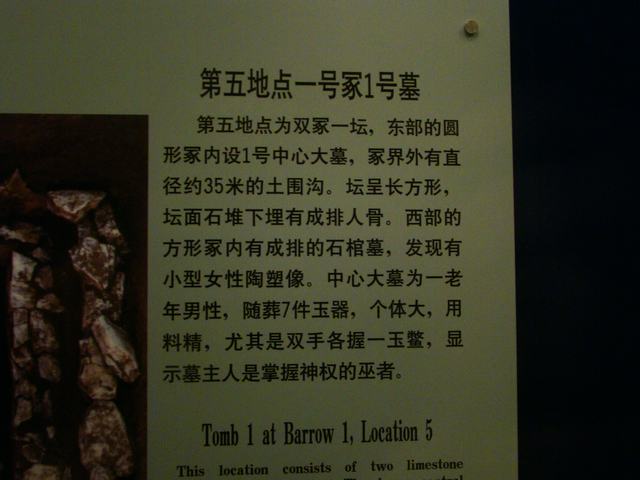 第五地点一号冢1号墓
第五地点为双冢一坛，东部的圆
形冢内设1号中心大墓，冢界外有直
径约35米的土围沟。坛呈长方形，
坛面石堆下埋有成排人骨。西部的
方形冢内有成排的石棺墓，发现有
小型女性陶塑像。中心大墓为一老
年男性，随葬7件玉器，个体大，用
料精，尤其是双手各握一玉鳖，显
示墓主人是掌握神权的巫者。
Tomb 1 at Barrow 1, Location 5
This location consists of two limestone